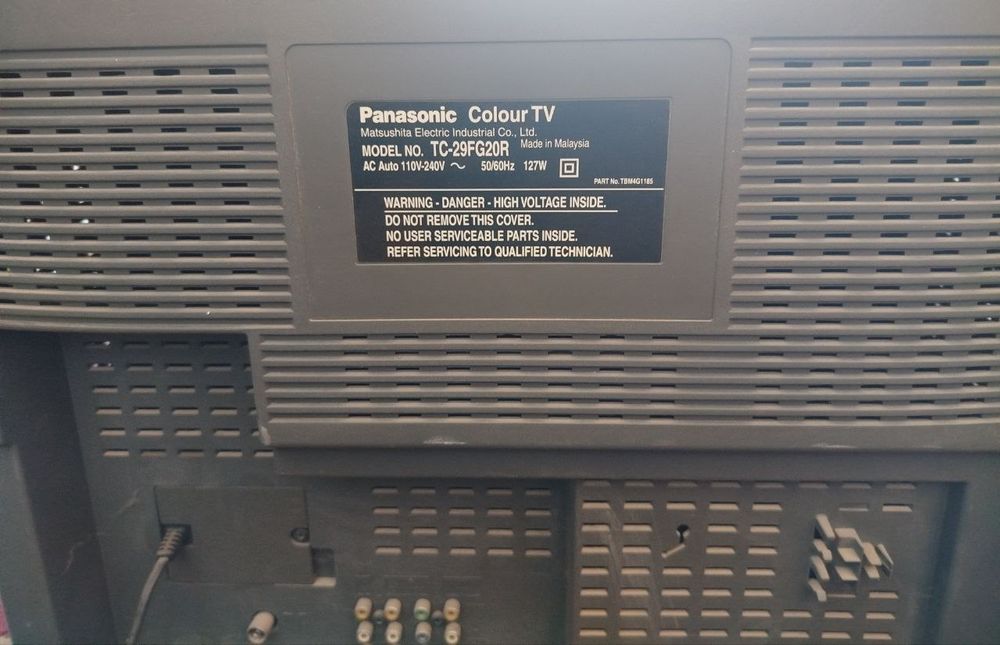 Panasonic Colour TV
Matsushita Electric Industrial Co., Ltd.
MODEL NO. TC-29FG20R Made in Malaysia
AC Auto 110V-240V ~ 50/60Hz 127W
PART No. TBM4G1185
WARNING - DANGER - HIGH VOLTAGE INSIDE.
DO NOT REMOVE THIS COVER.
NO USER SERVICEABLE PARTS INSIDE.
REFER SERVICING TO QUALIFIED TECHNICIAN.